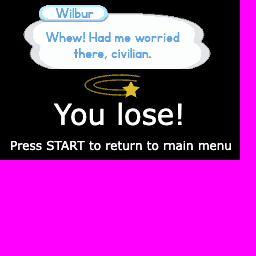 Wilbur
Whew! Had me worried
there, civilian.
You lose!
Press START to return to main menu